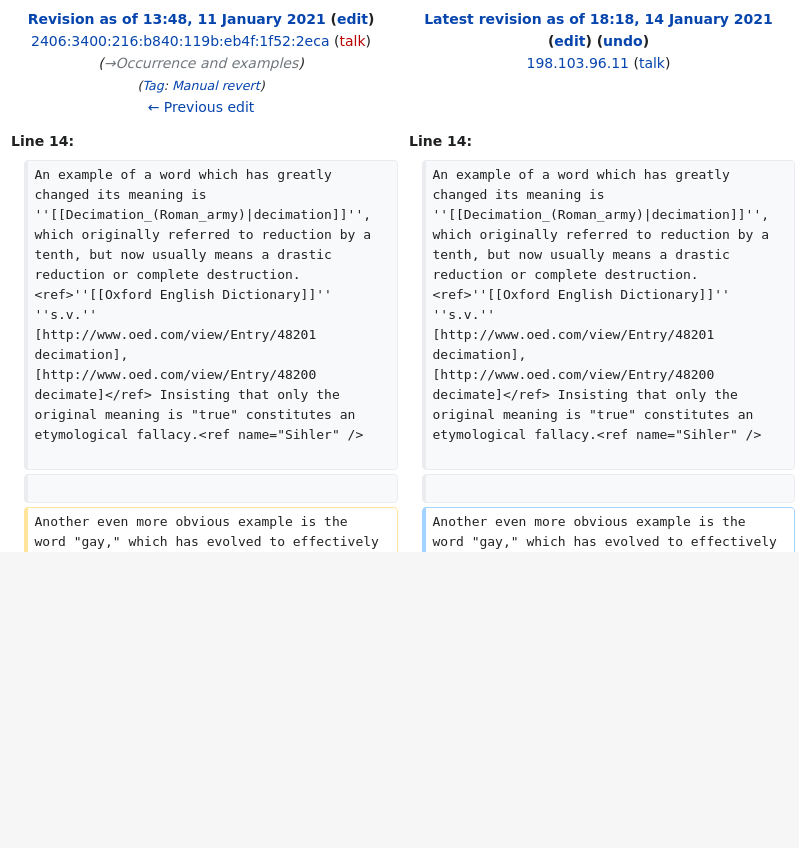 Revision as of 13:48, 11 January 2021 (edit)
2406:3400:216:b840:119b:eb4f:1f52:2eca (talk)
(→Occurrence and examples)
(Tag: Manual revert)
← Previous edit
Line 14:
An example of a word which has greatly
changed its meaning is
''[[Decimation_(Roman_army)|decimation]]'',
which originally referred to reduction by a
tenth, but now usually means a drastic
reduction or complete destruction.
<ref>''[[Oxford English Dictionary]]''
''s.v.''
[http://www.oed.com/view/Entry/48201
decimation],
[http://www.oed.com/view/Entry/48200
decimate]</ref> Insisting that only the
original meaning is "true" constitutes an
etymological fallacy.<ref name="Sihler" />
Another even more obvious example is the
word "gay," which has evolved to effectively
Latest revision as of 18:18, 14 January 2021
(edit) (undo)
198.103.96.11 (talk)
Line 14:
An example of a word which has greatly
changed its meaning is
''[[Decimation_(Roman_army)|decimation]]'',
which originally referred to reduction by a
tenth, but now usually means a drastic
reduction or complete destruction.
<ref>''[[Oxford English Dictionary]]''
''s.v.''
[http://www.oed.com/view/Entry/48201
decimation],
[http://www.oed.com/view/Entry/48200
decimate]</ref> Insisting that only the
original meaning is "true" constitutes an
etymological fallacy.<ref name="Sihler" />
Another even more obvious example is the
word "gay," which has evolved to effectively